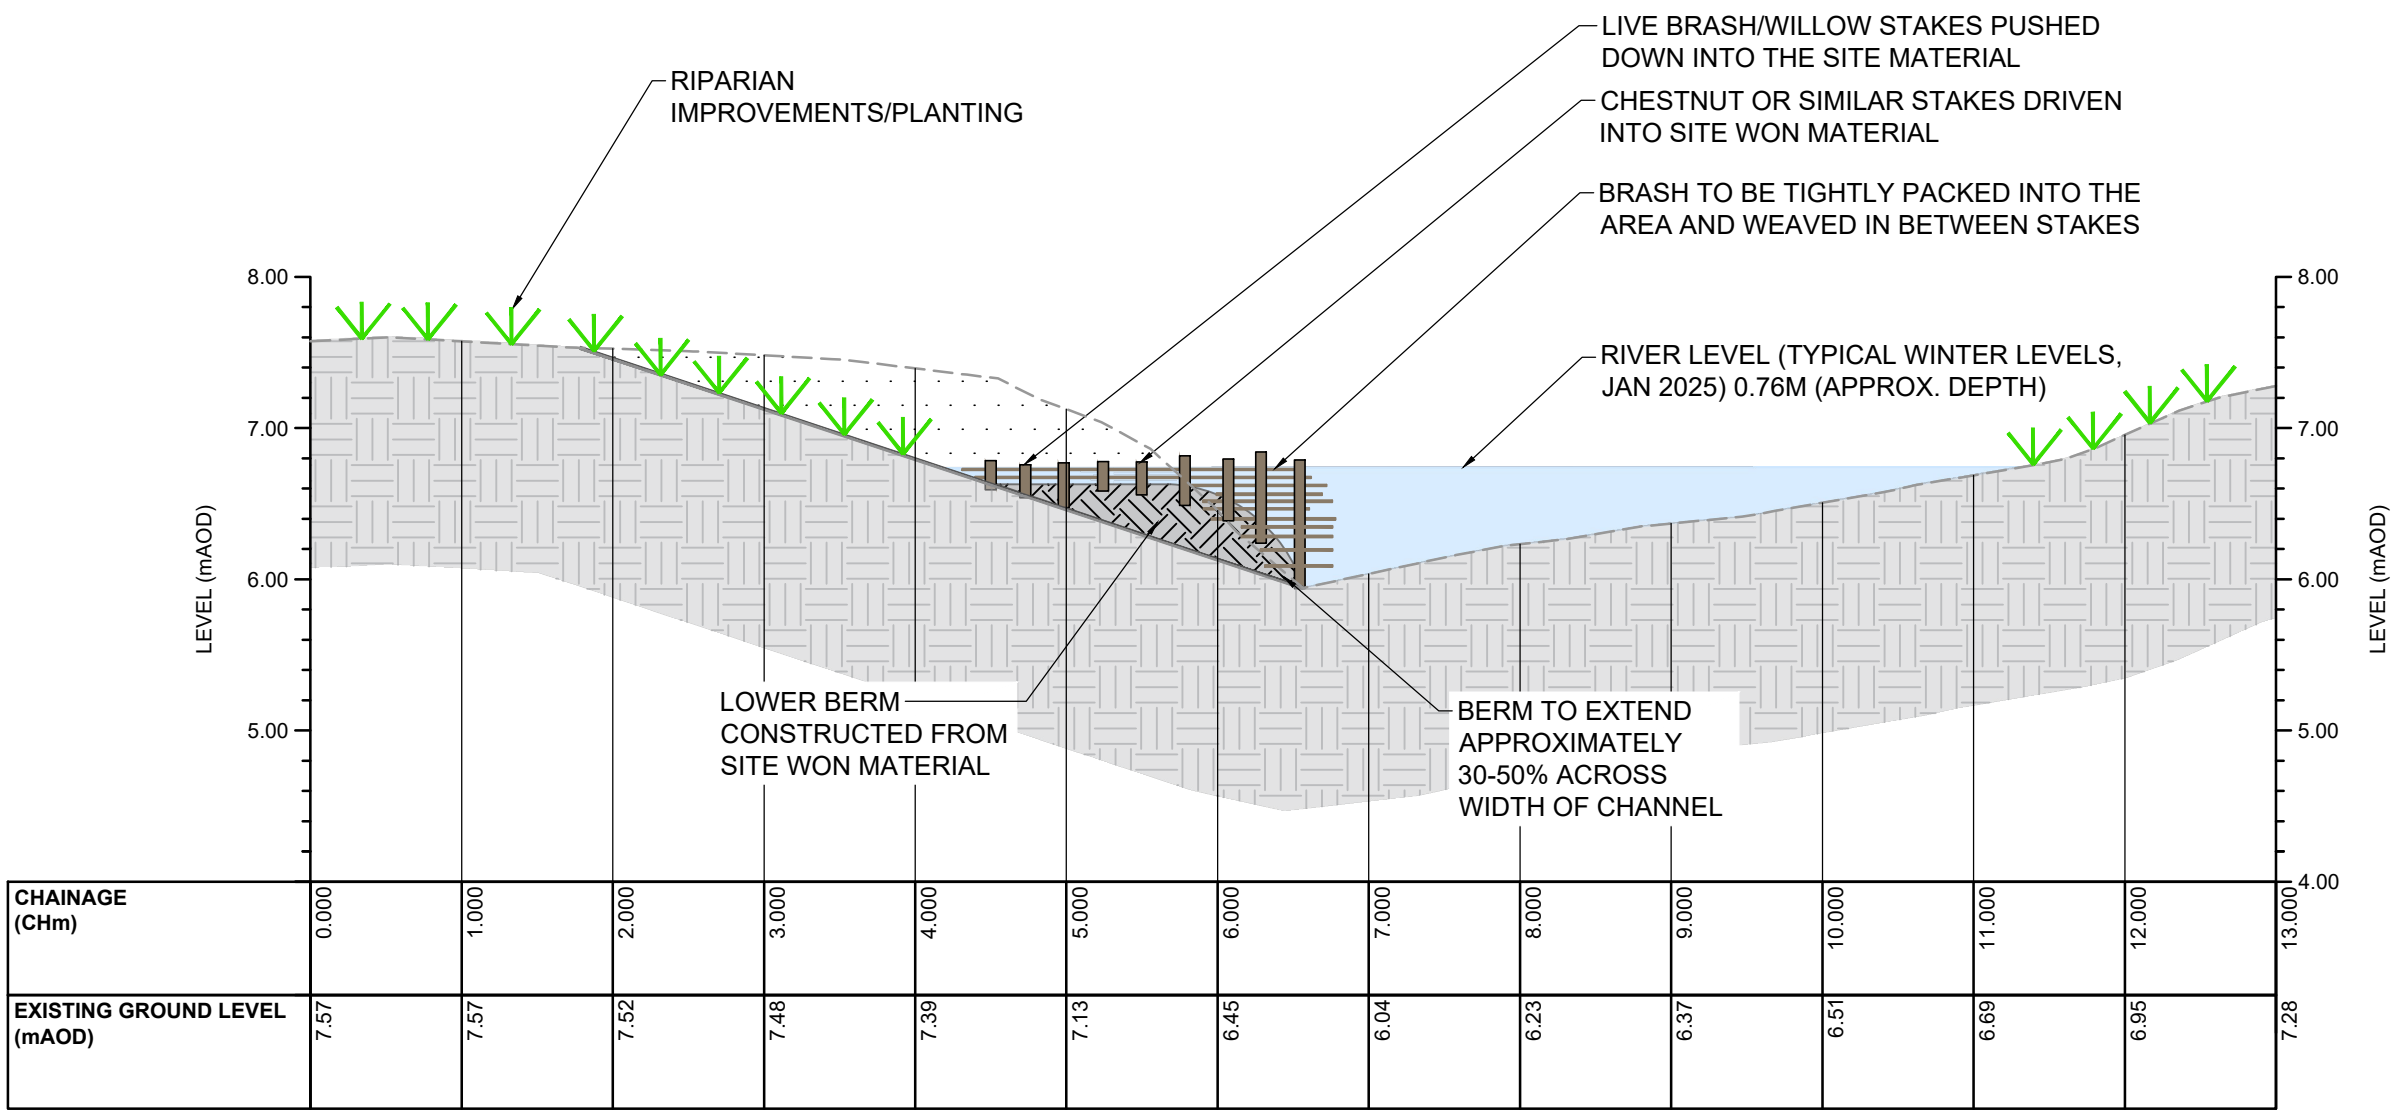 LIVE BRASH/WILLOW STAKES PUSHED
DOWN INTO THE SITE MATERIAL
RIPARIAN
IMPROVEMENTS/PLANTING
CHESTNUT OR SIMILAR STAKES DRIVEN
INTO SITE WON MATERIAL
BRASH TO BE TIGHTLY PACKED INTO THE
AREA AND WEAVED IN BETWEEN STAKES
RIVER LEVEL (TYPICAL WINTER LEVELS,
JAN 2025) 0.76M (APPROX. DEPTH)
8.00
7.00
6.00
5.00
LEVEL (mAOD)
8.00
7.00
6.00
5.00
4.00
LEVEL (mAOD)
LOWER BERM
CONSTRUCTED FROM
SITE WON MATERIAL
BERM TO EXTEND
APPROXIMATELY
30-50% ACROSS
WIDTH OF CHANNEL
CHAINAGE
(CHm)
0.000 1.000 2.000 3.000 4.000 5.000 6.000 7.000 8.000 9.000 10.000 11.000 12.000 13.000
EXISTING GROUND LEVEL
(mAOD)
7.57 7.57 7.52 7.48 7.39 7.13 6.45 6.04 6.23 6.37 6.51 6.69 6.95 7.28